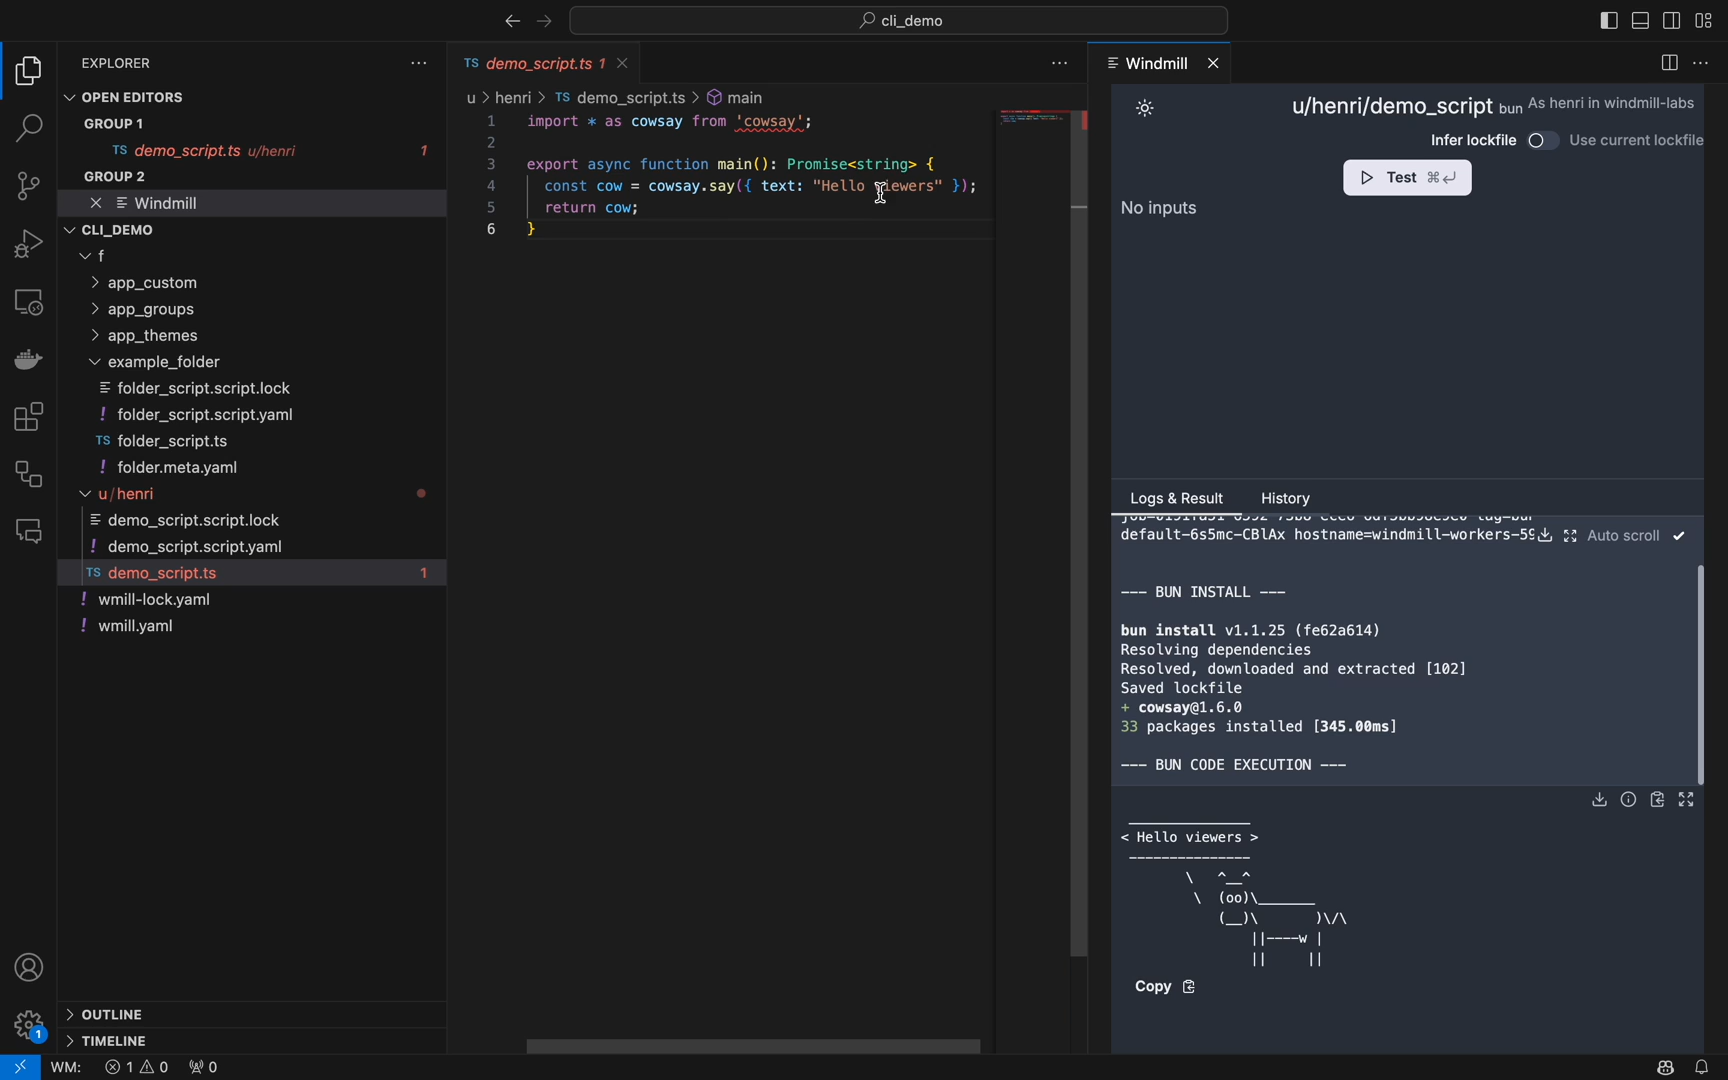 cli_demo
EXPLORER
OPEN EDITORS
GROUP 1
TS demo_script.ts u/henri 1
GROUP 2
Windmill
CLI_DEMO
f
app_custom
app_groups
app_themes
example_folder
folder_script.script.lock
! folder_script.script.yaml
TS folder_script.ts
! folder.meta.yaml
u/henri
demo_script.script.lock
! demo_script.script.yaml
TS demo_script.ts 1
! wmill-lock.yaml
! wmill.yaml
OUTLINE
TIMELINE
1
TS demo_script.ts 1
u > henri > TS demo_script.ts > main
1 import * as cowsay from 'cowsay';
2
3 export async function main(): Promise<string> {
4 const cow = cowsay.say({ text: "Hello viewers" });
5 return cow;
6 }
Windmill
u/henri/demo_script bun As henri in windmill-labs
Infer lockfile Use current lockfile
Test ⌘↵
No inputs
Logs & Result History
default-6s5mc-CBlAx hostname=windmill-workers-59 Auto scroll
--- BUN INSTALL ---
bun install v1.1.25 (fe62a614)
Resolving dependencies
Resolved, downloaded and extracted [102]
Saved lockfile
+ cowsay@1.6.0
33 packages installed [345.00ms]
--- BUN CODE EXECUTION ---
_______________
< Hello viewers >
---------------
\ ^__^
\ (oo)\_______
(__)\ )\/\
||----w |
|| ||
Copy
WM: 1 0 0